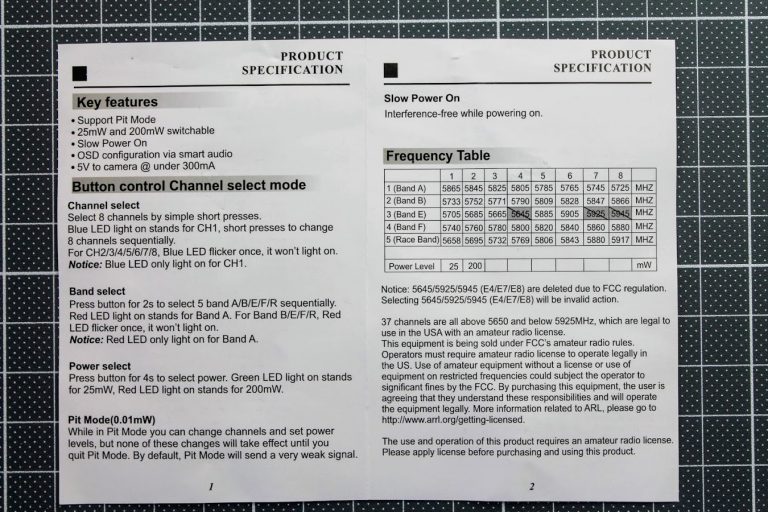 PRODUCT
SPECIFICATION
Key features
• Support Pit Mode
• 25mW and 200mW switchable
• Slow Power On
• OSD configuration via smart audio
• 5V to camera @ under 300mA
Button control Channel select mode
Channel select
Select 8 channels by simple short presses.
Blue LED light on stands for CH1, short presses to change
8 channels sequentially.
For CH2/3/4/5/6/7/8, Blue LED flicker once, it won't light on.
Notice: Blue LED only light on for CH1.
Band select
Press button for 2s to select 5 band A/B/E/F/R sequentially.
Red LED light on stands for Band A. For Band B/E/F/R, Red
LED flicker once, it won't light on.
Notice: Red LED only light on for Band A.
Power select
Press button for 4s to select power. Green LED light on stands
for 25mW, Red LED light on stands for 200mW.
Pit Mode(0.01mW)
While in Pit Mode you can change channels and set power
levels, but none of these changes will take effect until you
quit Pit Mode. By default, Pit Mode will send a very weak signal.
1
PRODUCT
SPECIFICATION
Slow Power On
Interference-free while powering on.
Frequency Table
1 2 3 4 5 6 7 8
1 (Band A) 5865 5845 5825 5805 5785 5765 5745 5725 MHZ
2 (Band B) 5733 5752 5771 5790 5809 5828 5847 5866 MHZ
3 (Band E) 5705 5685 5665 5645 5885 5905 5925 5945 MHZ
4 (Band F) 5740 5760 5780 5800 5820 5840 5860 5880 MHZ
5 (Race Band) 5658 5695 5732 5769 5806 5843 5880 5917 MHZ
Power Level 25 200 mW
Notice: 5645/5925/5945 (E4/E7/E8) are deleted due to FCC regulation.
Selecting 5645/5925/5945 (E4/E7/E8) will be invalid action.
37 channels are all above 5650 and below 5925MHz, which are legal to
use in the USA with an amateur radio license.
This equipment is being sold under FCC's amateur radio rules.
Operators must require amateur radio license to operate legally in
the US. Use of amateur equipment without a license or use of
equipment on restricted frequencies could subject the operator to
significant fines by the FCC. By purchasing this equipment, the user is
agreeing that they understand these responsibilities and will operate
the equipment legally. More information related to ARL, please go to
http://www.arrl.org/getting-licensed.
The use and operation of this product requires an amateur radio license.
Please apply license before purchasing and using this product.
2